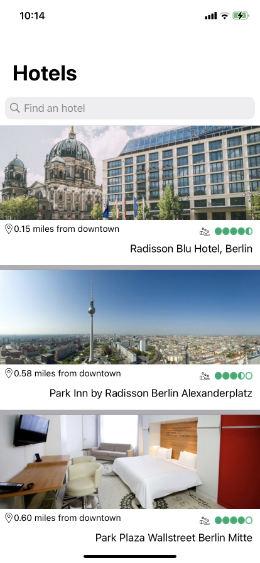 10:14
Hotels
Find an hotel
0.15 miles from downtown
Radisson Blu Hotel, Berlin
0.58 miles from downtown
Park Inn by Radisson Berlin Alexanderplatz
0.60 miles from downtown
Park Plaza Wallstreet Berlin Mitte